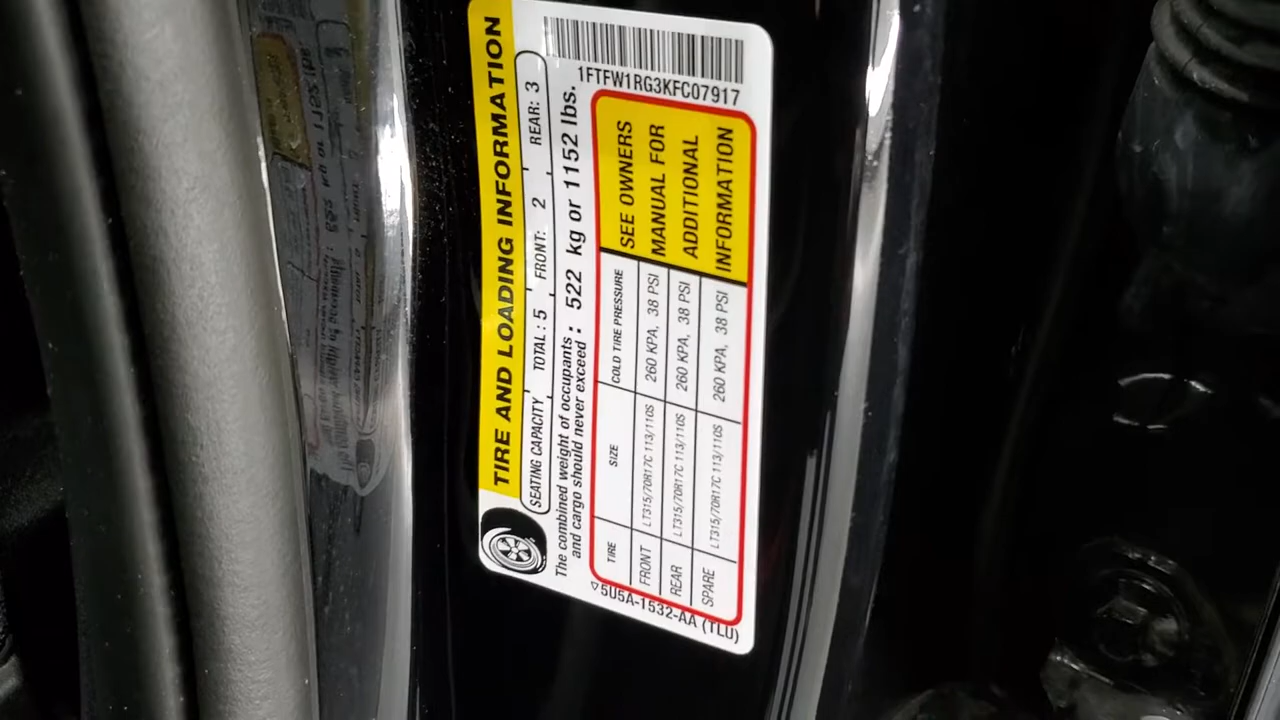 TIRE AND LOADING INFORMATION
SEATING CAPACITY TOTAL : 5 FRONT: 2 REAR: 3
The combined weight of occupants
and cargo should never exceed : 522 kg or 1152 lbs.
1FTFW1RG3KFC07917
TIRE SIZE COLD TIRE PRESSURE
FRONT LT315/70R17C 113/110S 260 KPA, 38 PSI
REAR LT315/70R17C 113/110S 260 KPA, 38 PSI
SPARE LT315/70R17C 113/110S 260 KPA, 38 PSI
SEE OWNERS
MANUAL FOR
ADDITIONAL
INFORMATION
5U5A-1532-AA (TLU)